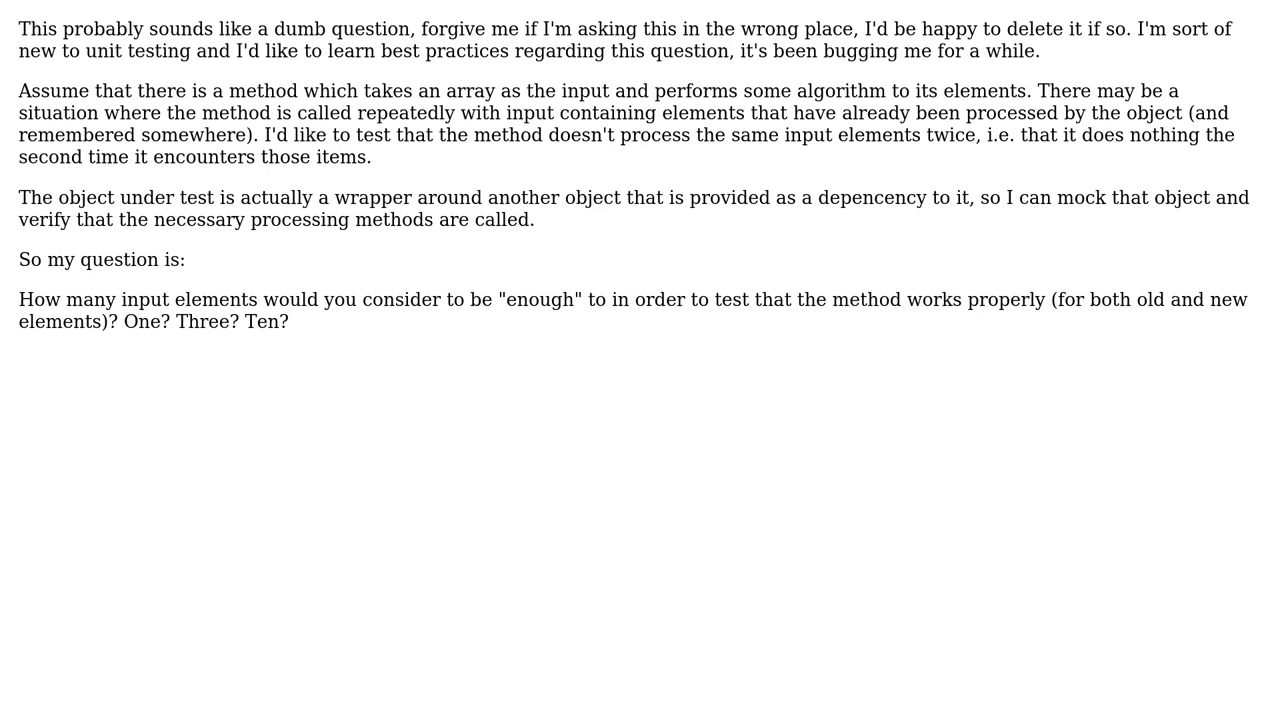 This probably sounds like a dumb question, forgive me if I'm asking this in the wrong place, I'd be happy to delete it if so. I'm sort of
new to unit testing and I'd like to learn best practices regarding this question, it's been bugging me for a while.
Assume that there is a method which takes an array as the input and performs some algorithm to its elements. There may be a
situation where the method is called repeatedly with input containing elements that have already been processed by the object (and
remembered somewhere). I'd like to test that the method doesn't process the same input elements twice, i.e. that it does nothing the
second time it encounters those items.
The object under test is actually a wrapper around another object that is provided as a depencency to it, so I can mock that object and
verify that the necessary processing methods are called.
So my question is:
How many input elements would you consider to be "enough" to in order to test that the method works properly (for both old and new
elements)? One? Three? Ten?